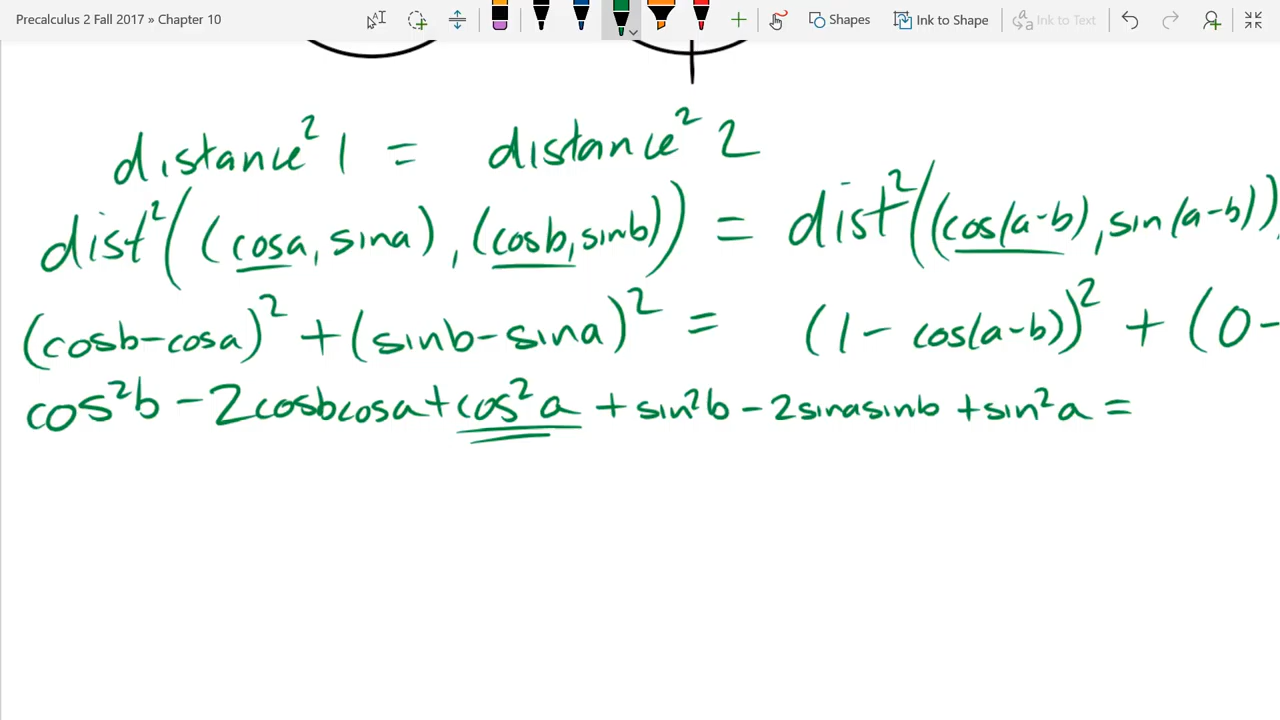 Precalculus 2 Fall 2017 » Chapter 10
Shapes
Ink to Shape
Ink to Text
distance² 1 = distance² 2
dist²((cosa, sina), (cosb, sinb)) = dist²((cos(a-b), sin(a-b)),
(cosb-cosa)² + (sinb-sina)² = (1 - cos(a-b))² + (0-
cos²b - 2cosbcosa + cos²a + sin²b - 2sinasinb + sin²a =